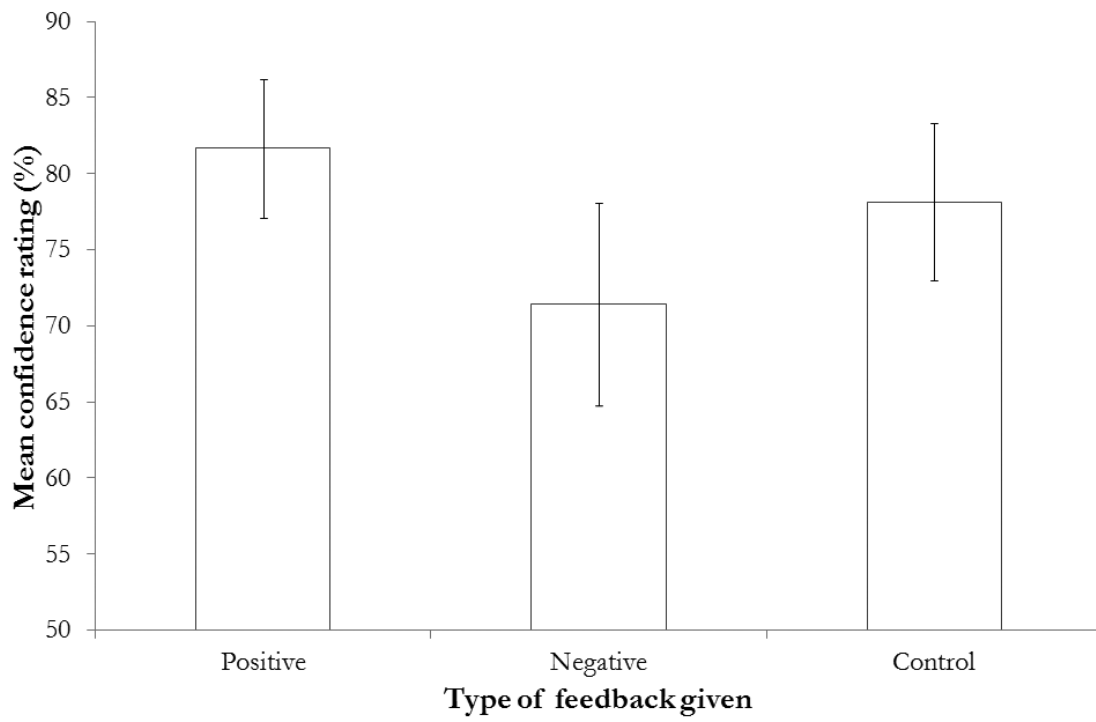 90
85
80
75
70
65
60
55
50
Mean confidence rating (%)
Positive
Negative
Control
Type of feedback given